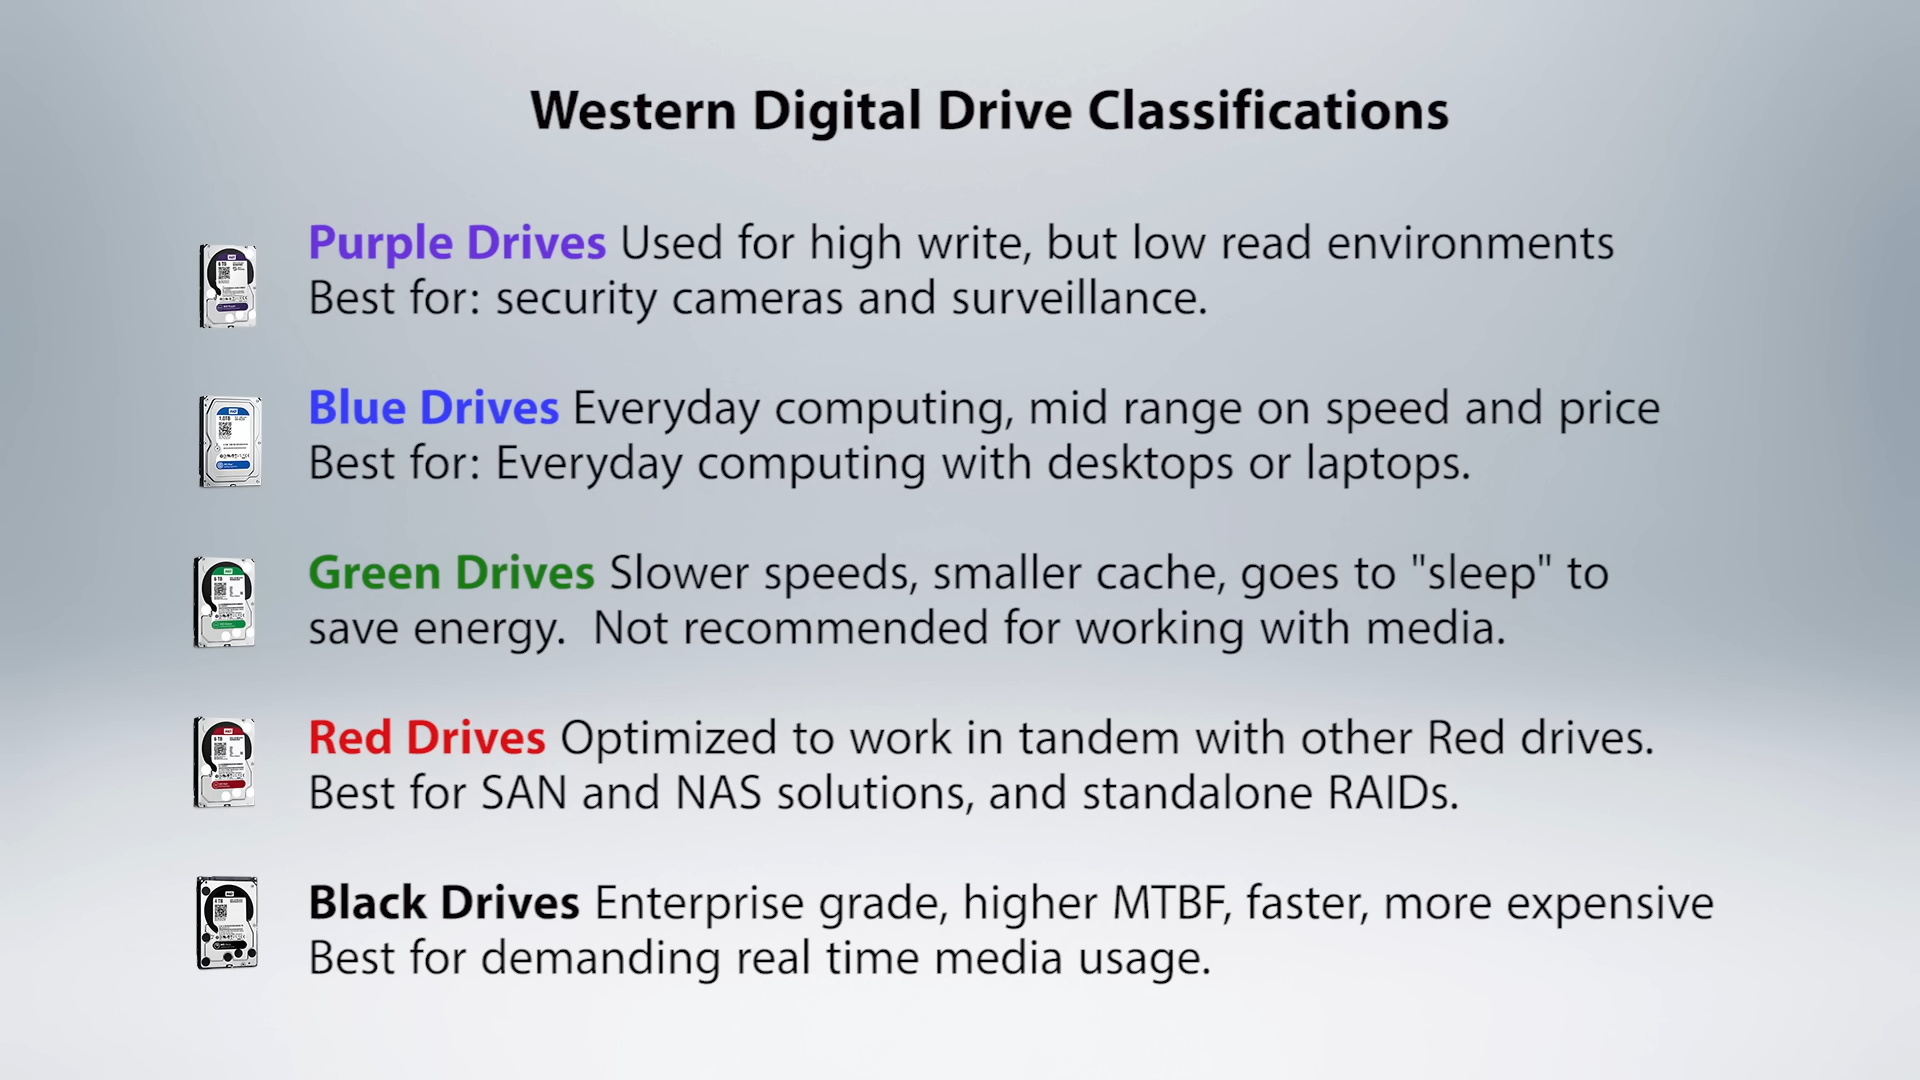 Western Digital Drive Classifications
Purple Drives Used for high write, but low read environments
Best for: security cameras and surveillance.
Blue Drives Everyday computing, mid range on speed and price
Best for: Everyday computing with desktops or laptops.
Green Drives Slower speeds, smaller cache, goes to "sleep" to
save energy.  Not recommended for working with media.
Red Drives Optimized to work in tandem with other Red drives.
Best for SAN and NAS solutions, and standalone RAIDs.
Black Drives Enterprise grade, higher MTBF, faster, more expensive
Best for demanding real time media usage.